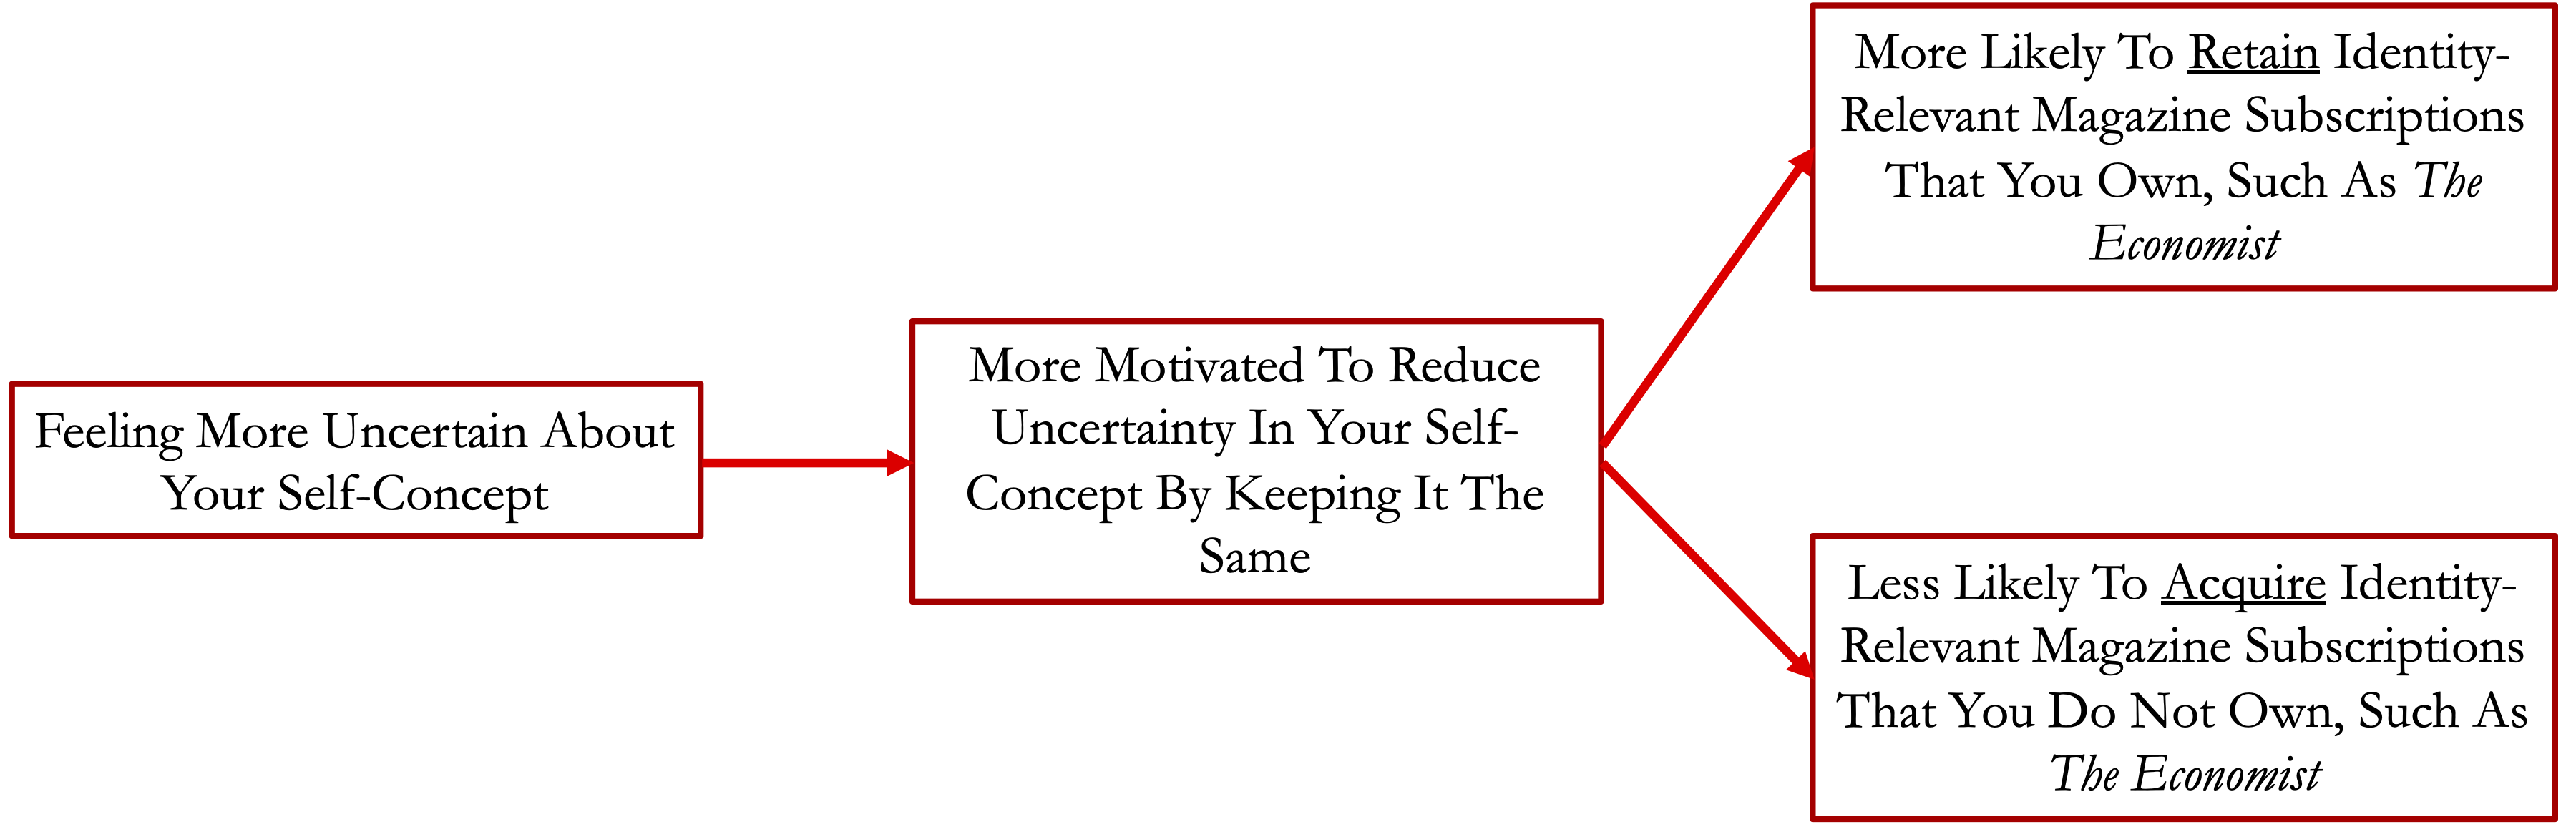 Feeling More Uncertain About
Your Self-Concept
More Motivated To Reduce
Uncertainty In Your Self-
Concept By Keeping It The
Same
More Likely To Retain Identity-
Relevant Magazine Subscriptions
That You Own, Such As The
Economist
Less Likely To Acquire Identity-
Relevant Magazine Subscriptions
That You Do Not Own, Such As
The Economist